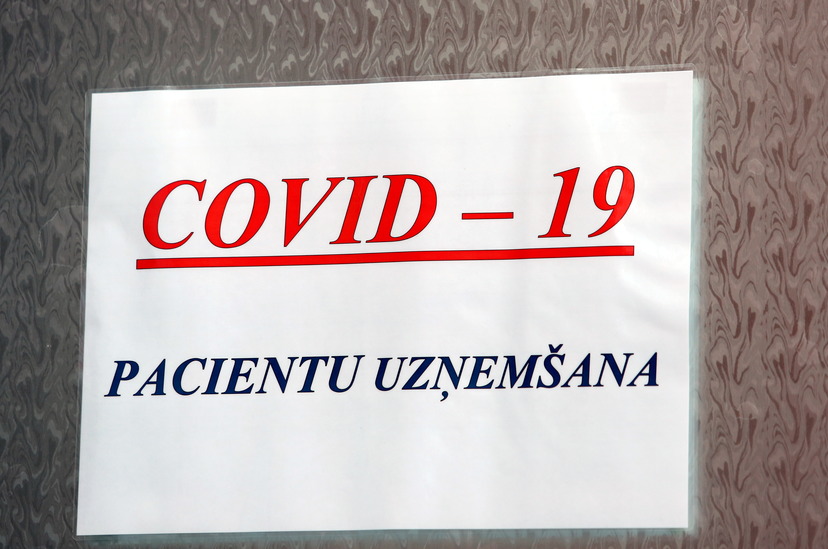 COVID – 19
PACIENTU UZŅEMŠANA